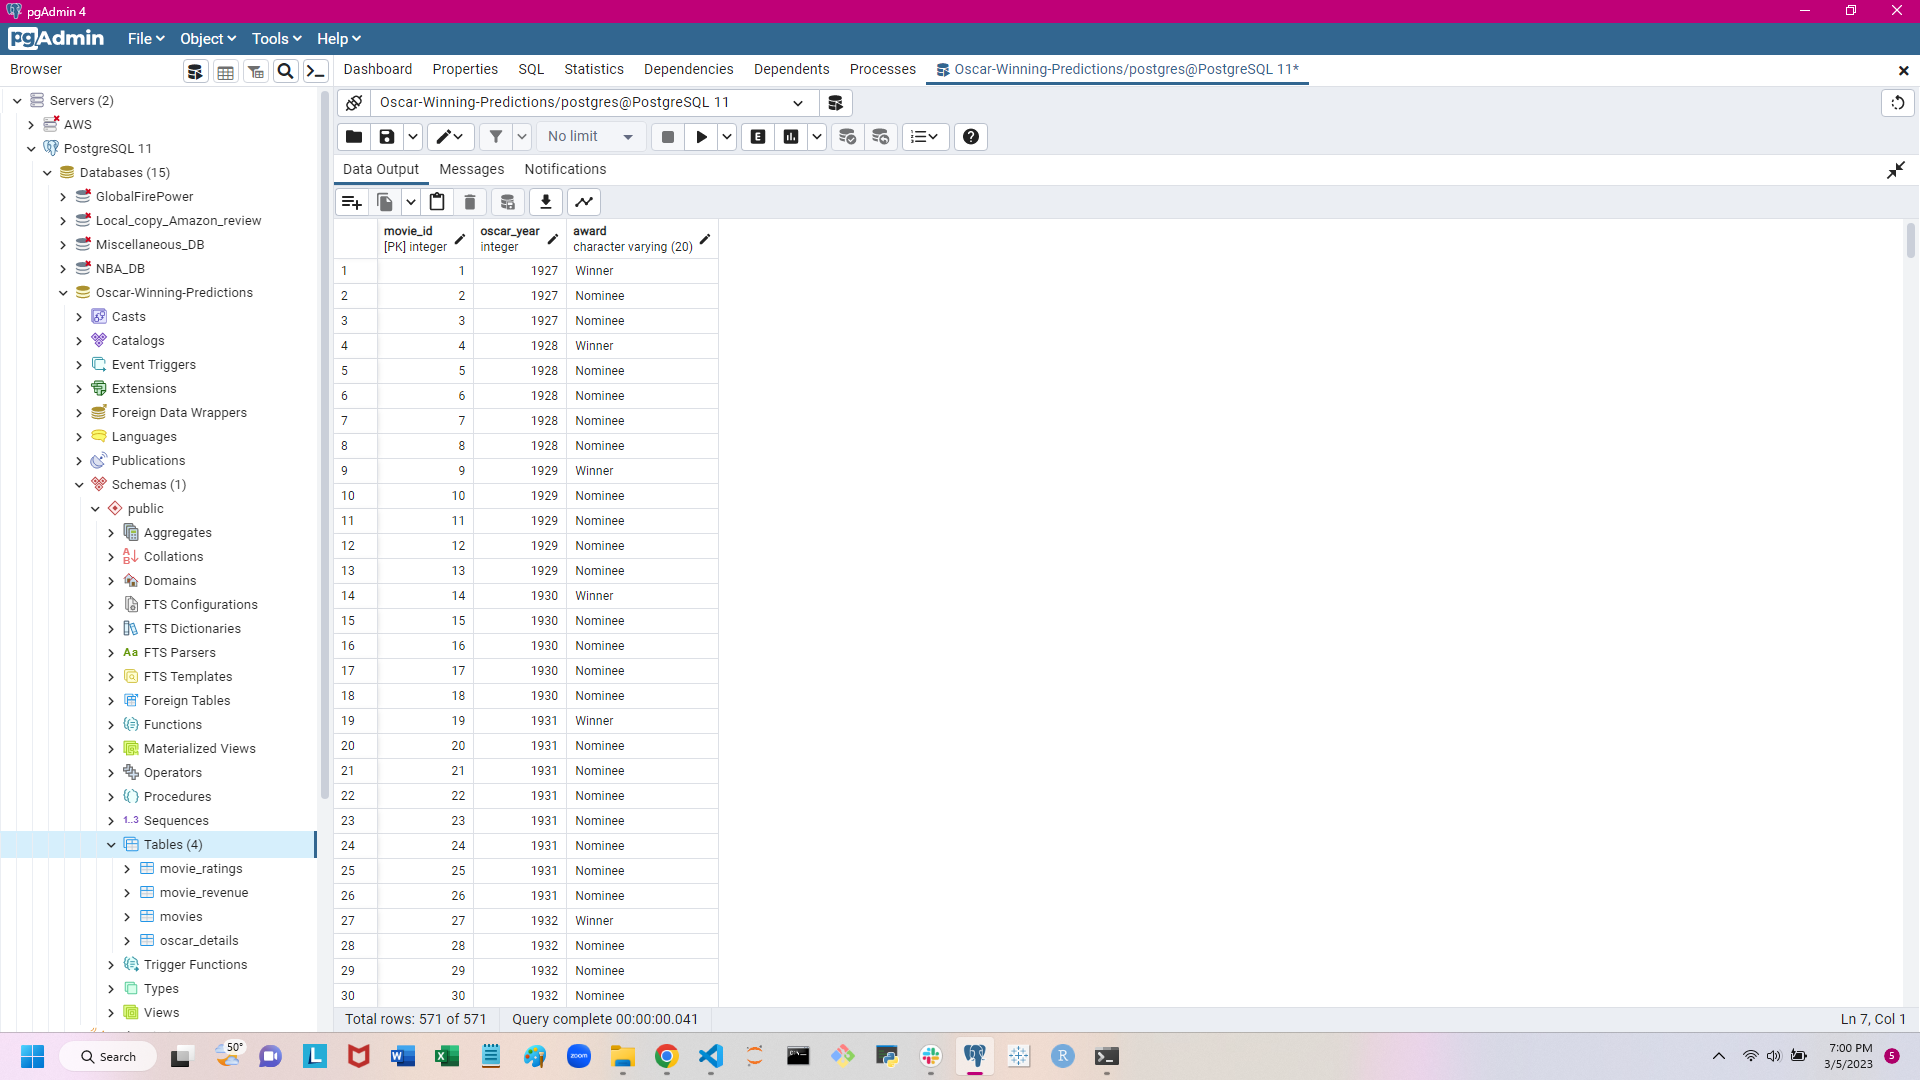 pgAdmin 4
pgAdmin File Object Tools Help
Browser
Dashboard Properties SQL Statistics Dependencies Dependents Processes Oscar-Winning-Predictions/postgres@PostgreSQL 11*
Servers (2)
AWS
PostgreSQL 11
Databases (15)
GlobalFirePower
Local_copy_Amazon_review
Miscellaneous_DB
NBA_DB
Oscar-Winning-Predictions
Casts
Catalogs
Event Triggers
Extensions
Foreign Data Wrappers
Languages
Publications
Schemas (1)
public
Aggregates
Collations
Domains
FTS Configurations
FTS Dictionaries
Aa FTS Parsers
FTS Templates
Foreign Tables
Functions
Materialized Views
Operators
Procedures
1..3 Sequences
Tables (4)
movie_ratings
movie_revenue
movies
oscar_details
Trigger Functions
Types
Views
Oscar-Winning-Predictions/postgres@PostgreSQL 11
No limit E
Data Output Messages Notifications
movie_id oscar_year award
[PK] integer integer character varying (20)
1 1 1927 Winner
2 2 1927 Nominee
3 3 1927 Nominee
4 4 1928 Winner
5 5 1928 Nominee
6 6 1928 Nominee
7 7 1928 Nominee
8 8 1928 Nominee
9 9 1929 Winner
10 10 1929 Nominee
11 11 1929 Nominee
12 12 1929 Nominee
13 13 1929 Nominee
14 14 1930 Winner
15 15 1930 Nominee
16 16 1930 Nominee
17 17 1930 Nominee
18 18 1930 Nominee
19 19 1931 Winner
20 20 1931 Nominee
21 21 1931 Nominee
22 22 1931 Nominee
23 23 1931 Nominee
24 24 1931 Nominee
25 25 1931 Nominee
26 26 1931 Nominee
27 27 1932 Winner
28 28 1932 Nominee
29 29 1932 Nominee
30 30 1932 Nominee
Total rows: 571 of 571 Query complete 00:00:00.041 Ln 7, Col 1
Search 50° L W X zoom R 7:00 PM
3/5/2023 5